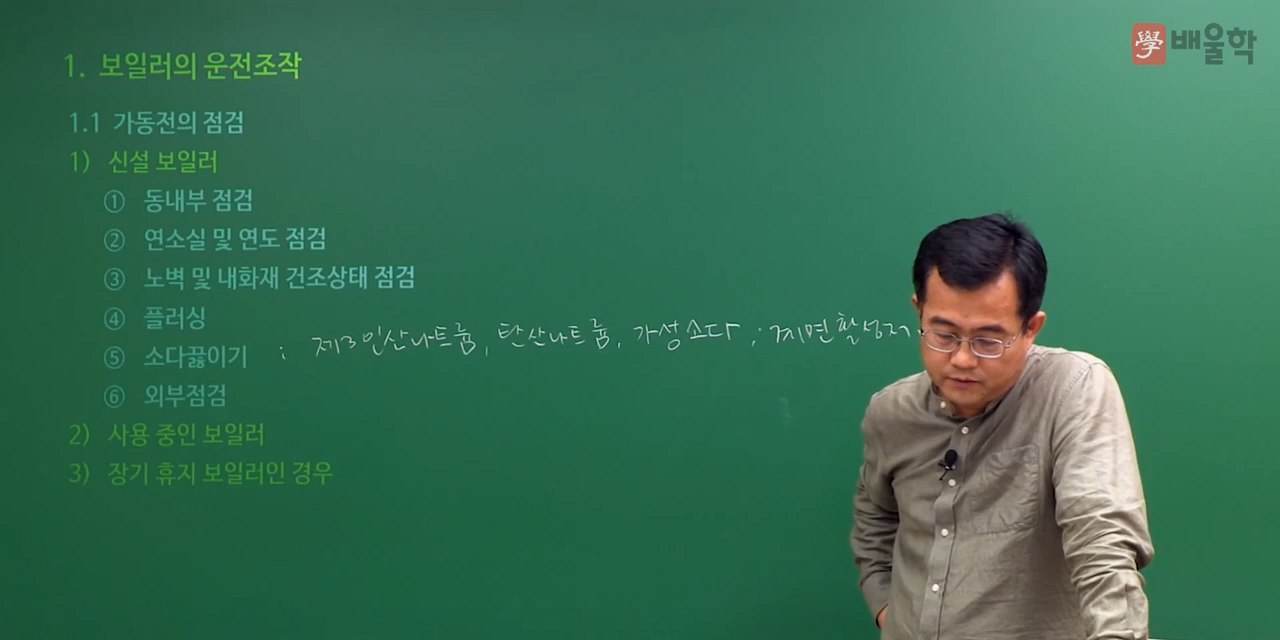 學 배울학
1. 보일러의 운전조작
1.1 가동전의 점검
1) 신설 보일러
① 동내부 점검
② 연소실 및 연도 점검
③ 노벽 및 내화재 건조상태 점검
④ 플러싱
⑤ 소다끓이기 : 제3인산나트륨, 탄산나트륨, 가성소다, 계면활성제
⑥ 외부점검
2) 사용 중인 보일러
3) 장기 휴지 보일러인 경우